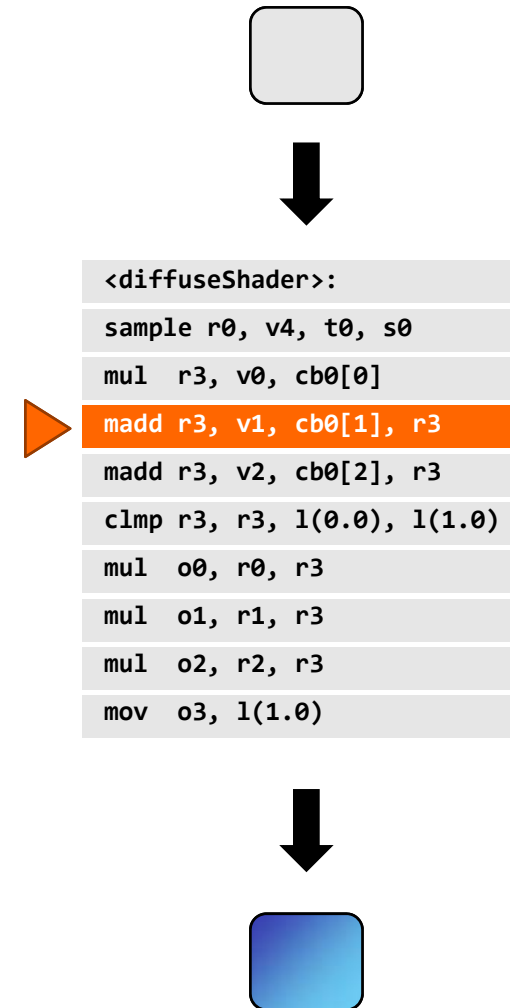 <diffuseShader>:
sample r0, v4, t0, s0
mul r3, v0, cb0[0]
madd r3, v1, cb0[1], r3
madd r3, v2, cb0[2], r3
clmp r3, r3, l(0.0), l(1.0)
mul o0, r0, r3
mul o1, r1, r3
mul o2, r2, r3
mov o3, l(1.0)